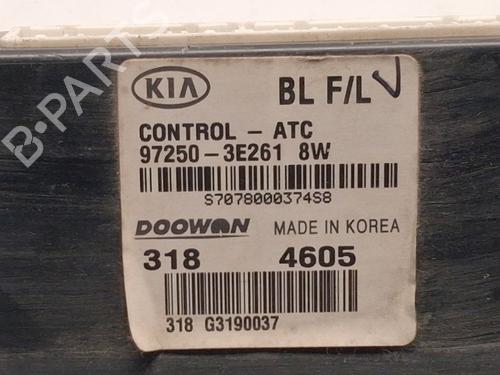 KIA BL F/L V
CONTROL - ATC
97250-3E261 8W
S7078000374S8
DOOWON MADE IN KOREA
318 4605
318 G3190037
B-Parts